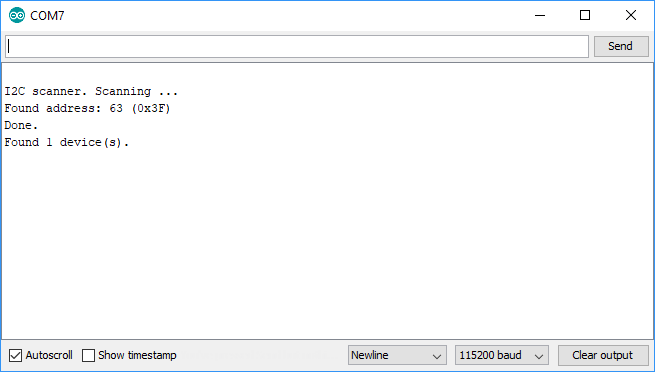 COM7
Send
I2C scanner. Scanning ...
Found address: 63 (0x3F)
Done.
Found 1 device(s).
Autoscroll Show timestamp Newline 115200 baud Clear output